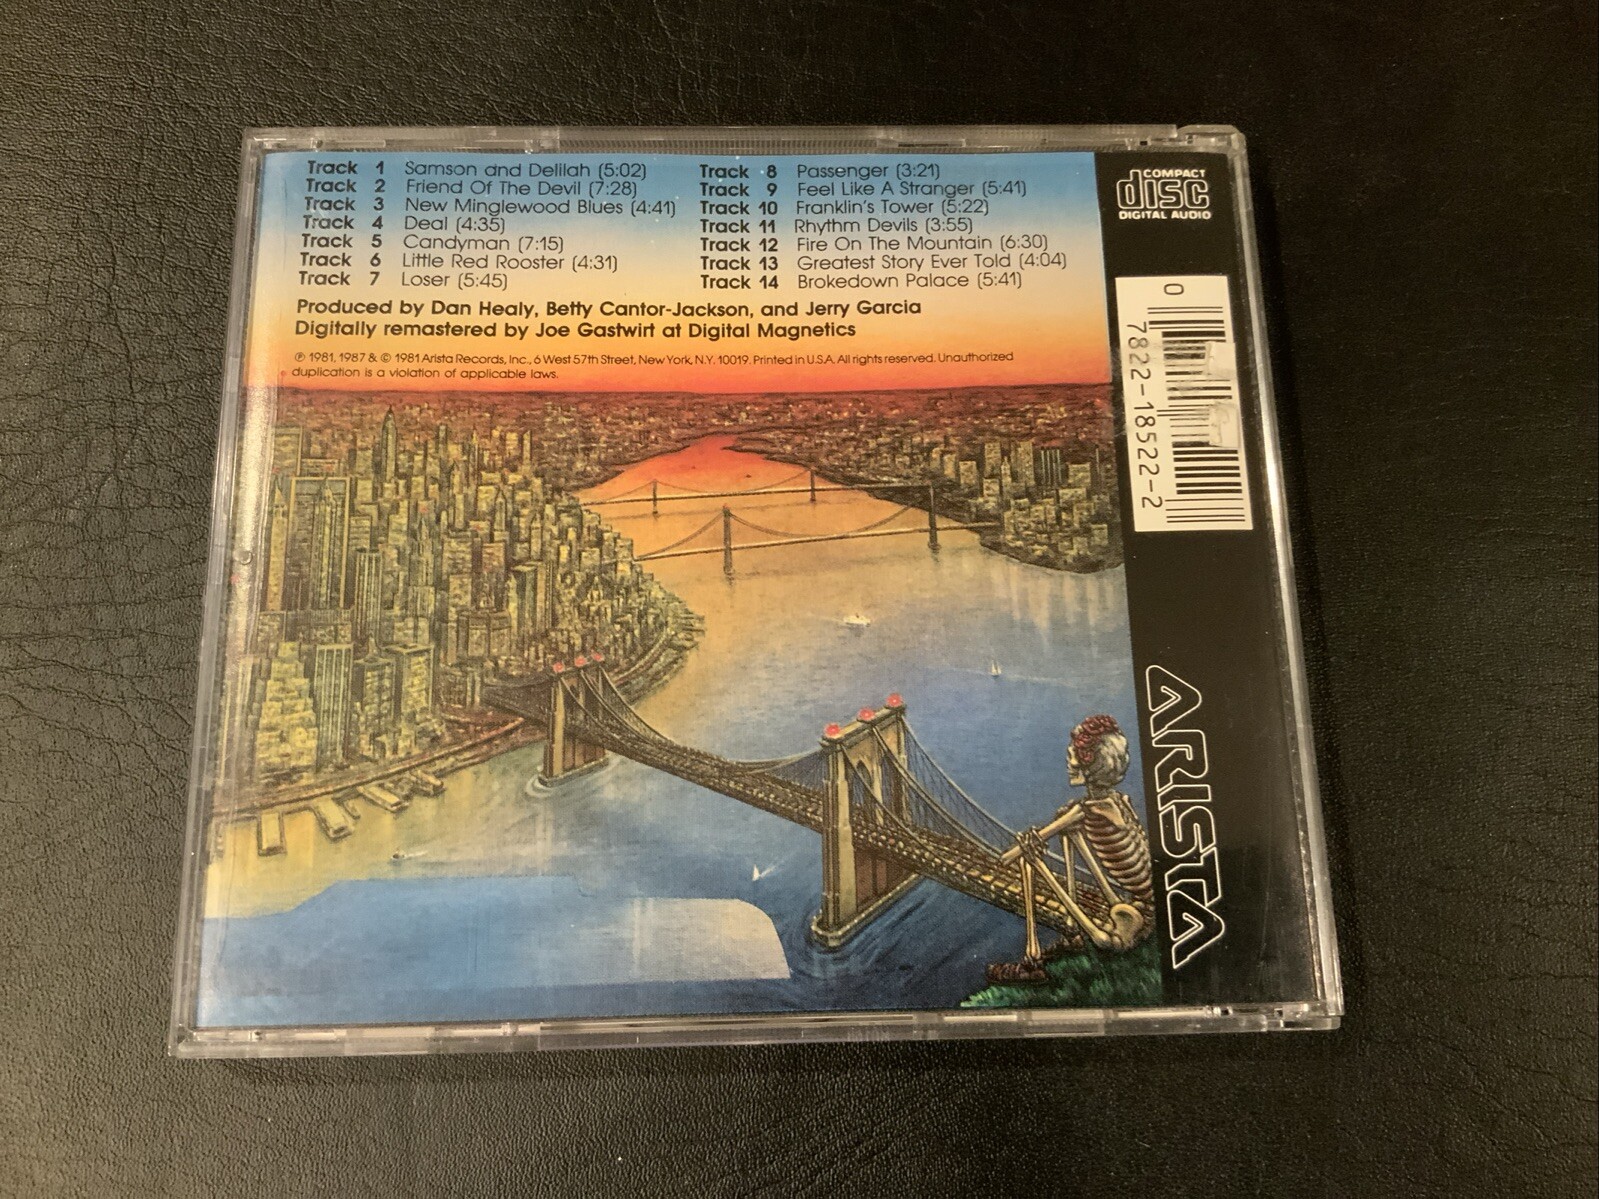 Track 1 Samson and Delilah (5:02)
Track 2 Friend Of The Devil (7:28)
Track 3 New Minglewood Blues (4:41)
Track 4 Deal (4:35)
Track 5 Candyman (7:15)
Track 6 Little Red Rooster (4:31)
Track 7 Loser (5:45)
Track 8 Passenger (3:21)
Track 9 Feel Like A Stranger (5:41)
Track 10 Franklin's Tower (5:22)
Track 11 Rhythm Devils (3:55)
Track 12 Fire On The Mountain (6:30)
Track 13 Greatest Story Ever Told (4:04)
Track 14 Brokedown Palace (5:41)
Produced by Dan Healy, Betty Cantor-Jackson, and Jerry Garcia
Digitally remastered by Joe Gastwirt at Digital Magnetics
℗ 1981, 1987 & © 1981 Arista Records, Inc., 6 West 57th Street, New York, N.Y. 10019. Printed in U.S.A. All rights reserved. Unauthorized
duplication is a violation of applicable laws.
COMPACT
disc
DIGITAL AUDIO
0 7822-18522-2
ARISTA